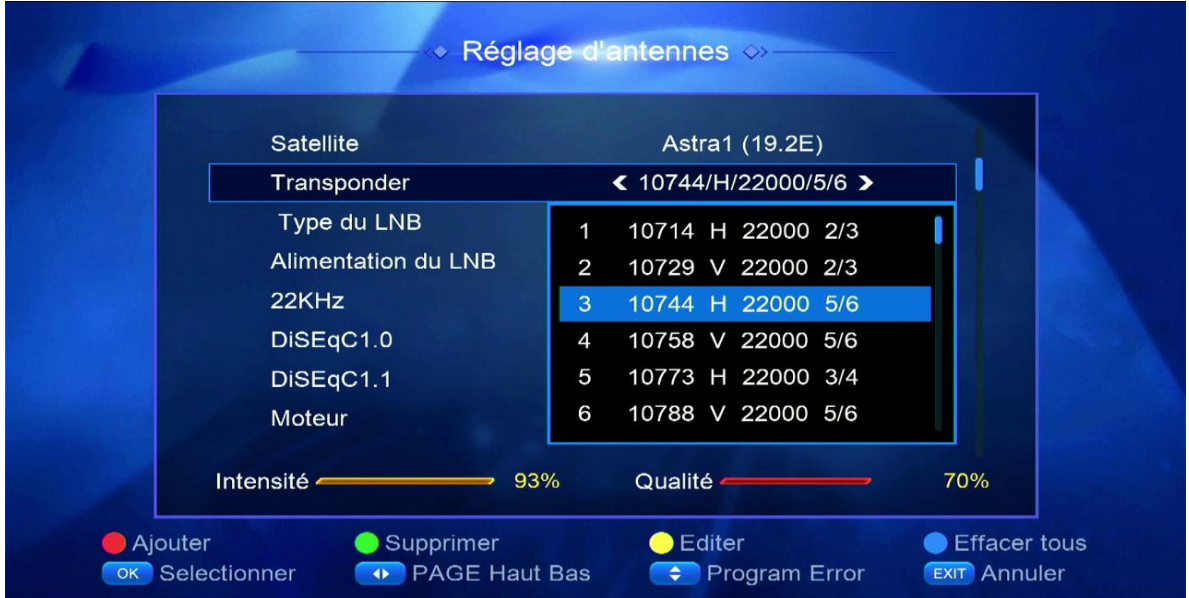 Réglage d'antennes
Satellite Astra1 (19.2E)
Transponder < 10744/H/22000/5/6 >
Type du LNB
1 10714 H 22000 2/3
Alimentation du LNB
2 10729 V 22000 2/3
22KHz
3 10744 H 22000 5/6
DiSEqC1.0
4 10758 V 22000 5/6
DiSEqC1.1
5 10773 H 22000 3/4
Moteur
6 10788 V 22000 5/6
Intensité 93% Qualité 70%
Ajouter Supprimer Editer Effacer tous
OK Selectionner PAGE Haut Bas Program Error EXIT Annuler